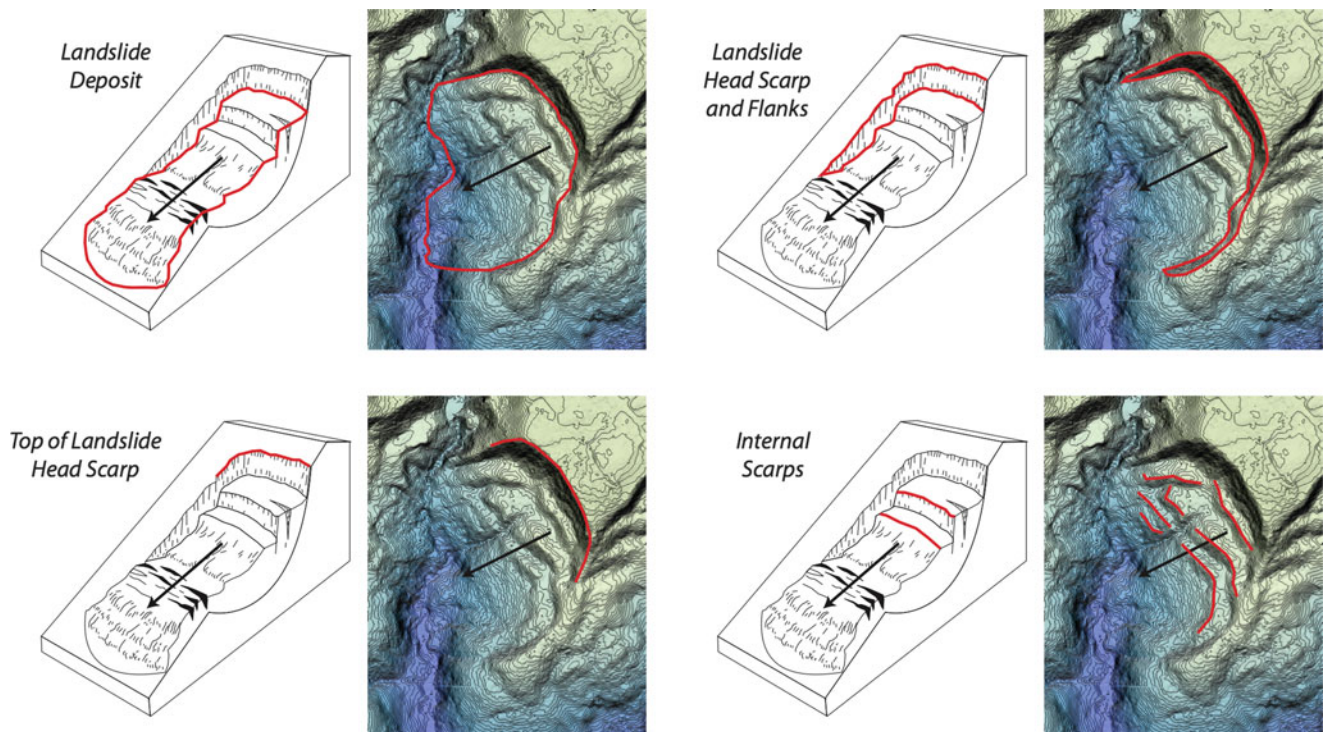 Landslide
Deposit
Landslide
Head Scarp
and Flanks
Top of Landslide
Head Scarp
Internal
Scarps